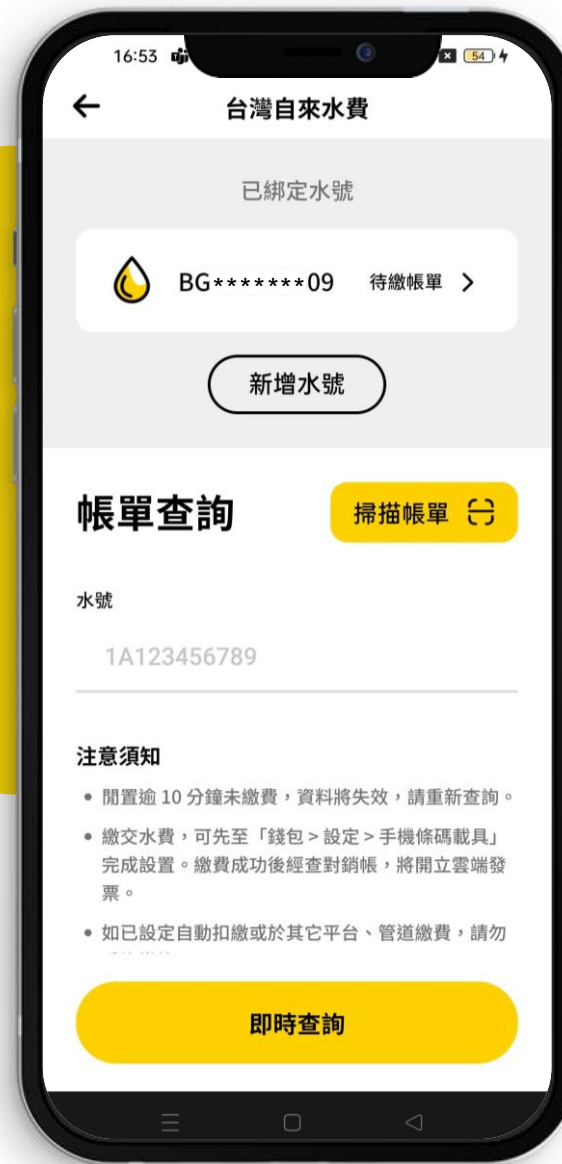 16:53
54
台灣自來水費
已綁定水號
BG*******09 待繳帳單
新增水號
帳單查詢
掃描帳單
水號
1A123456789
注意須知
• 閒置逾 10 分鐘未繳費，資料將失效，請重新查詢。
• 繳交水費，可先至「錢包 > 設定 > 手機條碼載具」
完成設置。繳費成功後經查對銷帳，將開立雲端發
票。
• 如已設定自動扣繳或於其它平台、管道繳費，請勿
即時查詢